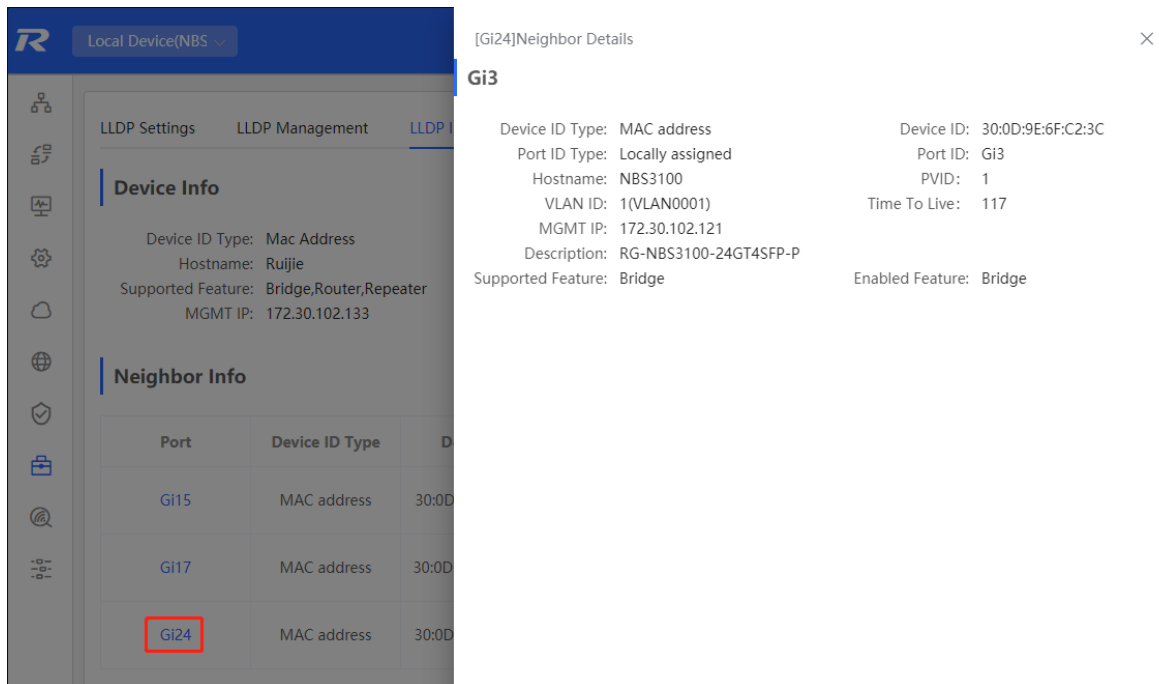 Local Device(NBS
LLDP Settings LLDP Management LLDP I
Device Info
Device ID Type: Mac Address
Hostname: Ruijie
Supported Feature: Bridge,Router,Repeater
MGMT IP: 172.30.102.133
Neighbor Info
Port Device ID Type D
Gi15 MAC address 30:0D
Gi17 MAC address 30:0D
Gi24 MAC address 30:0D
[Gi24]Neighbor Details
Gi3
Device ID Type: MAC address Device ID: 30:0D:9E:6F:C2:3C
Port ID Type: Locally assigned Port ID: Gi3
Hostname: NBS3100 PVID: 1
VLAN ID: 1(VLAN0001) Time To Live: 117
MGMT IP: 172.30.102.121
Description: RG-NBS3100-24GT4SFP-P
Supported Feature: Bridge Enabled Feature: Bridge